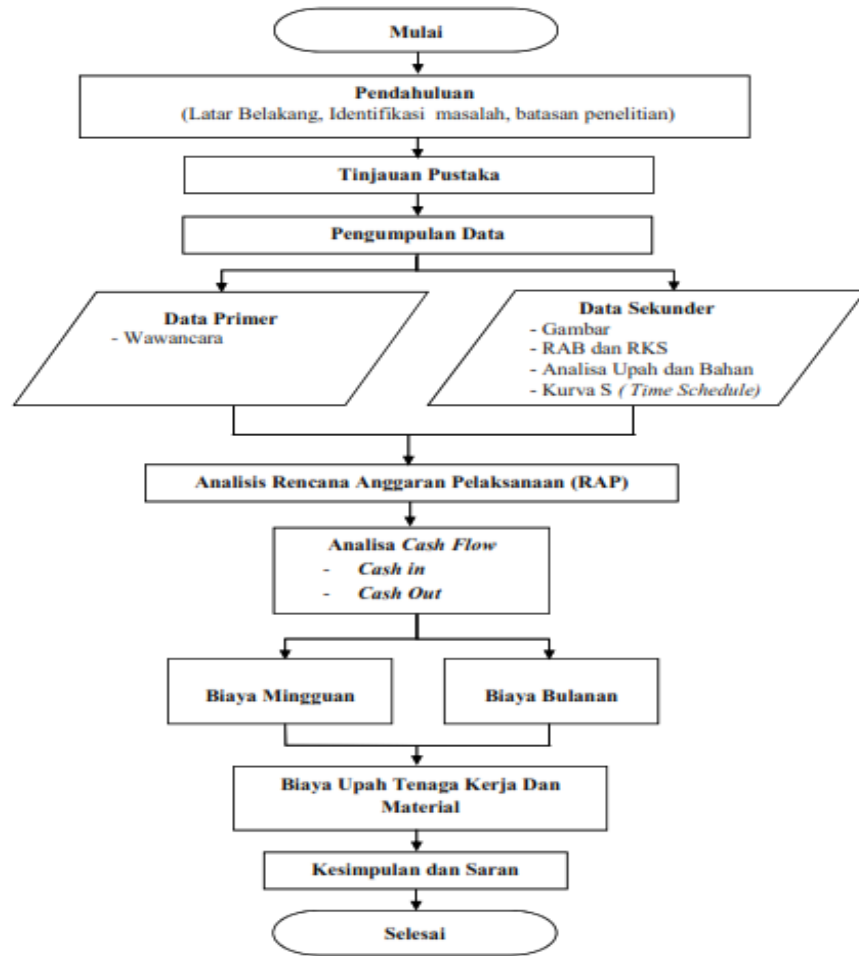 Mulai
Pendahuluan
(Latar Belakang, Identifikasi masalah, batasan penelitian)
Tinjauan Pustaka
Pengumpulan Data
Data Primer
- Wawancara
Data Sekunder
- Gambar
- RAB dan RKS
- Analisa Upah dan Bahan
- Kurva S ( Time Schedule)
Analisis Rencana Anggaran Pelaksanaan (RAP)
Analisa Cash Flow
- Cash in
- Cash Out
Biaya Mingguan
Biaya Bulanan
Biaya Upah Tenaga Kerja Dan
Material
Kesimpulan dan Saran
Selesai